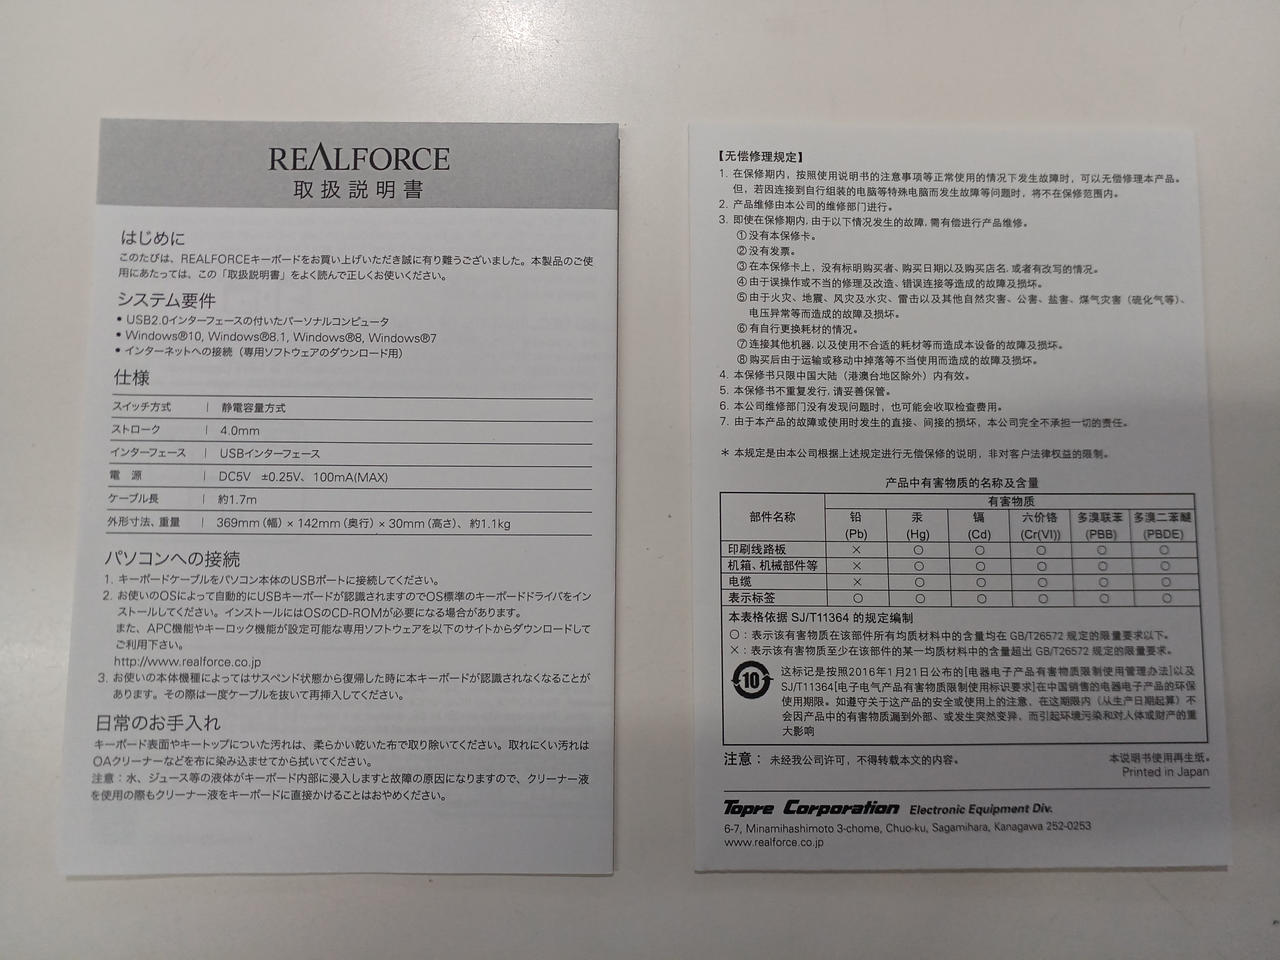 REALFORCE
取扱説明書
はじめに
このたびは、REALFORCEキーボードをお買い上げいただき誠に有り難うございました。本製品のご使
用にあたっては、この「取扱説明書」をよく読んで正しくお使いください。
システム要件
• USB2.0インターフェースの付いたパーソナルコンピュータ
• Windows®10, Windows®8.1, Windows®8, Windows®7
• インターネットへの接続（専用ソフトウェアのダウンロード用）
仕様
スイッチ方式 | 静電容量方式
ストローク | 4.0mm
インターフェース | USBインターフェース
電　源 | DC5V ±0.25V、100mA(MAX)
ケーブル長 | 約1.7m
外形寸法、重量 | 369mm（幅）× 142mm（奥行）× 30mm（高さ）、約1.1kg
パソコンへの接続
1. キーボードケーブルをパソコン本体のUSBポートに接続してください。
2. お使いのOSによって自動的にUSBキーボードが認識されますのでOS標準のキーボードドライバをイン
ストールしてください。インストールにはOSのCD-ROMが必要になる場合があります。
また、APC機能やキーロック機能が設定可能な専用ソフトウェアを以下のサイトからダウンロードして
ご利用下さい。
http://www.realforce.co.jp
3. お使いの本体機種によってはサスペンド状態から復帰した時に本キーボードが認識されなくなることが
あります。その際は一度ケーブルを抜いて再挿入してください。
日常のお手入れ
キーボード表面やキートップについた汚れは、柔らかい乾いた布で取り除いてください。取れにくい汚れは
OAクリーナーなどを布に染み込ませてから拭いてください。
注意：水、ジュース等の液体がキーボード内部に浸入しますと故障の原因になりますので、クリーナー液
を使用の際もクリーナー液をキーボードに直接かけることはおやめください。
【无偿修理规定】
1. 在保修期内，按照使用说明书的注意事项等正常使用的情况下发生故障时，可以无偿修理本产品。
但，若因连接到自行组装的电脑等特殊电脑而发生故障等问题时，将不在保修范围内。
2. 产品维修由本公司的维修部门进行。
3. 即使在保修期内，由于以下情况发生的故障，需有偿进行产品维修。
①没有本保修卡。
②没有发票。
③在本保修卡上，没有标明购买者、购买日期以及购买店名，或者有改写的情况。
④由于误操作或不当的修理及改造、错误连接等造成的故障及损坏。
⑤由于火灾、地震、风灾及水灾、雷击以及其他自然灾害、公害、盐害、煤气灾害（硫化气等）、
电压异常等而造成的故障及损坏。
⑥有自行更换耗材的情况。
⑦连接其他机器，以及使用不合适的耗材等而造成本设备的故障及损坏。
⑧购买后由于运输或移动中掉落等不当使用而造成的故障及损坏。
4. 本保修书只限中国大陆（港澳台地区除外）内有效。
5. 本保修书不重复发行，请妥善保管。
6. 本公司维修部门没有发现问题时，也可能会收取检查费用。
7. 由于本产品的故障或使用时发生的直接、间接的损坏，本公司完全不承担一切的责任。
＊ 本规定是由本公司根据上述规定进行无偿保修的说明，非对客户法律权益的限制。
产品中有害物质的名称及含量
部件名称 有害物质
铅 汞 镉 六价铬 多溴联苯 多溴二苯醚
(Pb) (Hg) (Cd) (Cr(VI)) (PBB) (PBDE)
印刷线路板 × ○ ○ ○ ○ ○
机箱、机械部件等 × ○ ○ ○ ○ ○
电缆 × ○ ○ ○ ○ ○
表示标签 ○ ○ ○ ○ ○ ○
本表格依据 SJ/T11364 的规定编制
○：表示该有害物质在该部件所有均质材料中的含量均在 GB/T26572 规定的限量要求以下。
×：表示该有害物质至少在该部件的某一均质材料中的含量超出 GB/T26572 规定的限量要求。
10
这标记是按照2016年1月21日公布的[电器电子产品有害物质限制使用管理办法]以及
SJ/T11364[电子电气产品有害物质限制使用标识要求]在中国销售的电器电子产品的环保
使用期限。如遵守关于这产品的安全或使用上的注意，在这期限内（从生产日期起算）不
会因产品中的有害物质漏到外部、或发生突然变异，而引起环境污染和对人体或财产的重
大影响
注意： 未经我公司许可，不得转载本文的内容。
本说明书使用再生纸。
Printed in Japan
Topre Corporation Electronic Equipment Div.
6-7, Minamihashimoto 3-chome, Chuo-ku, Sagamihara, Kanagawa 252-0253
www.realforce.co.jp